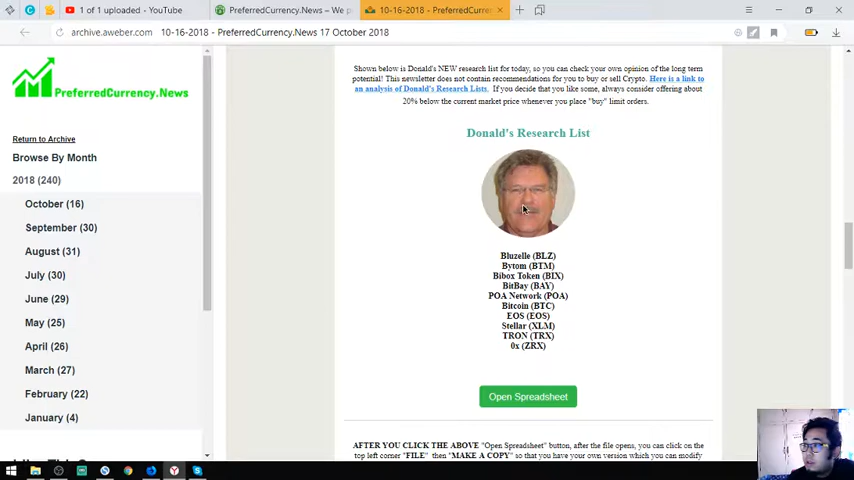 1 of 1 uploaded - YouTube
PreferredCurrency.News – We p
10-16-2018 - PreferredCurre
archive.aweber.com
10-16-2018 - PreferredCurrency.News 17 October 2018
PreferredCurrency.News
Return to Archive
Browse By Month
2018 (240)
October (16)
September (30)
August (31)
July (30)
June (29)
May (25)
April (26)
March (27)
February (22)
January (4)
Shown below is Donald's NEW research list for today, so you can check your own opinion of the long term
potential! This newsletter does not contain recommendations for you to buy or sell Crypto. Here is a link to
an analysis of Donald's Research Lists. If you decide that you like some, always consider offering about
20% below the current market price whenever you place "buy" limit orders.
Donald's Research List
Bluzelle (BLZ)
Bytom (BTM)
Bibox Token (BIX)
BitBay (BAY)
POA Network (POA)
Bitcoin (BTC)
EOS (EOS)
Stellar (XLM)
TRON (TRX)
0x (ZRX)
Open Spreadsheet
AFTER YOU CLICK THE ABOVE "Open Spreadsheet" button, after the file opens, you can click on the
top left corner "FILE" then "MAKE A COPY" so that you have your own version which you can modify